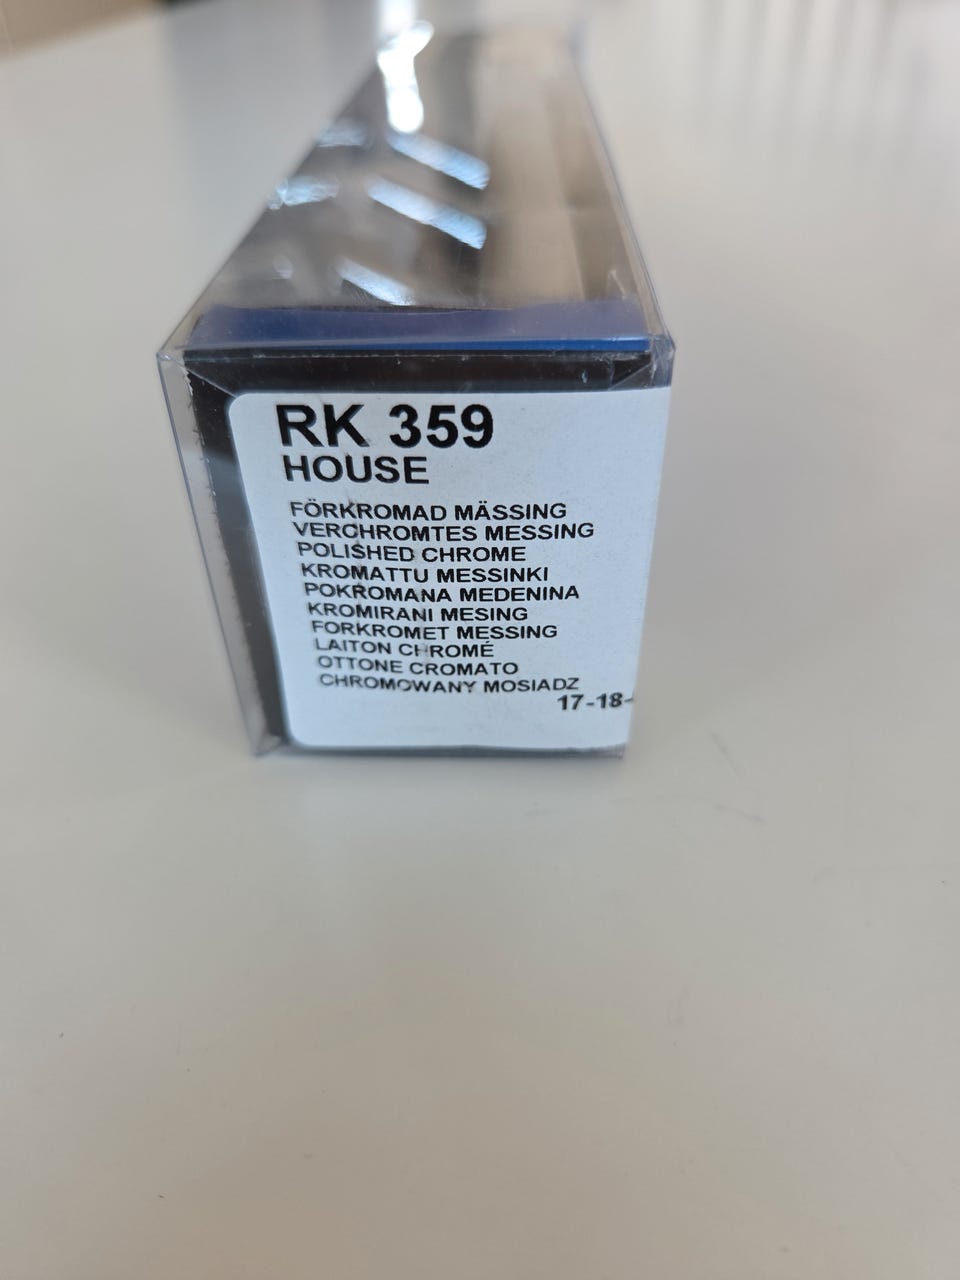 RK 359
HOUSE
FÖRKROMAD MÄSSING
VERCHROMTES MESSING
POLISHED CHROME
KROMATTU MESSINKI
POKROMANA MEDENINA
KROMIRANI MESING
FORKROMET MESSING
LAITON CHROMÉ
OTTONE CROMATO
CHROMOWANY MOSIADZ
17-18-